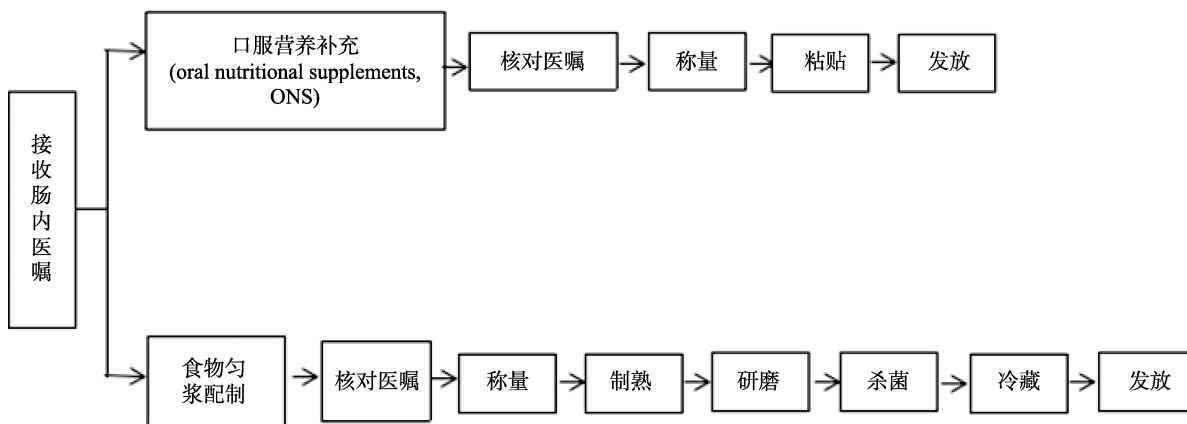 接收肠内医嘱
口服营养补充
(oral nutritional supplements,
ONS)
核对医嘱
称量
粘贴
发放
食物匀
浆配制
核对医嘱
称量
制熟
研磨
杀菌
冷藏
发放